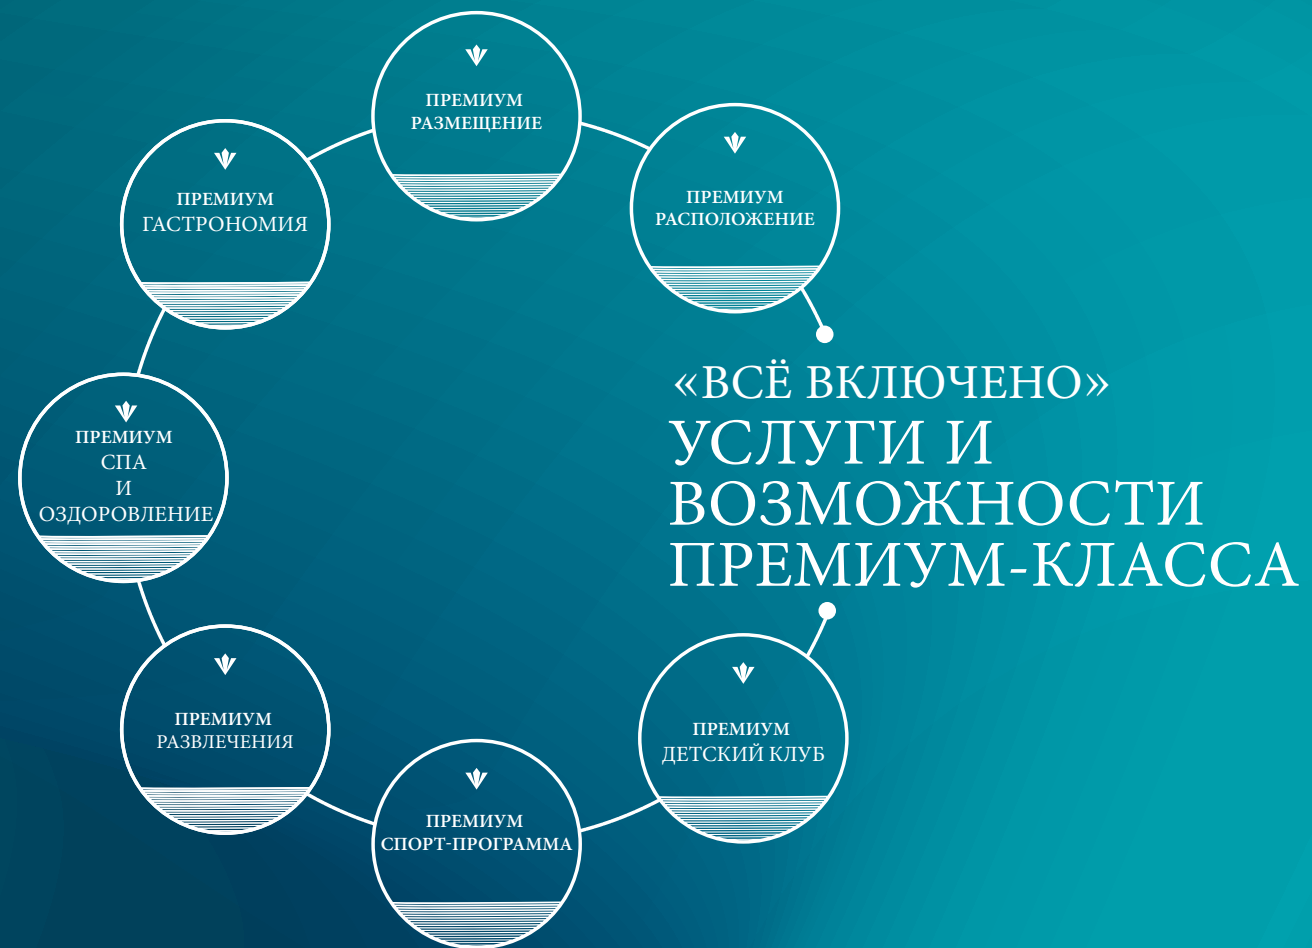 ПРЕМИУМ
РАЗМЕЩЕНИЕ
ПРЕМИУМ
РАСПОЛОЖЕНИЕ
ПРЕМИУМ
ГАСТРОНОМИЯ
«ВСЁ ВКЛЮЧЕНО»
УСЛУГИ И
ВОЗМОЖНОСТИ
ПРЕМИУМ-КЛАССА
ПРЕМИУМ
СПА
И
ОЗДОРОВЛЕНИЕ
ПРЕМИУМ
РАЗВЛЕЧЕНИЯ
ПРЕМИУМ
СПОРТ-ПРОГРАММА
ПРЕМИУМ
ДЕТСКИЙ КЛУБ